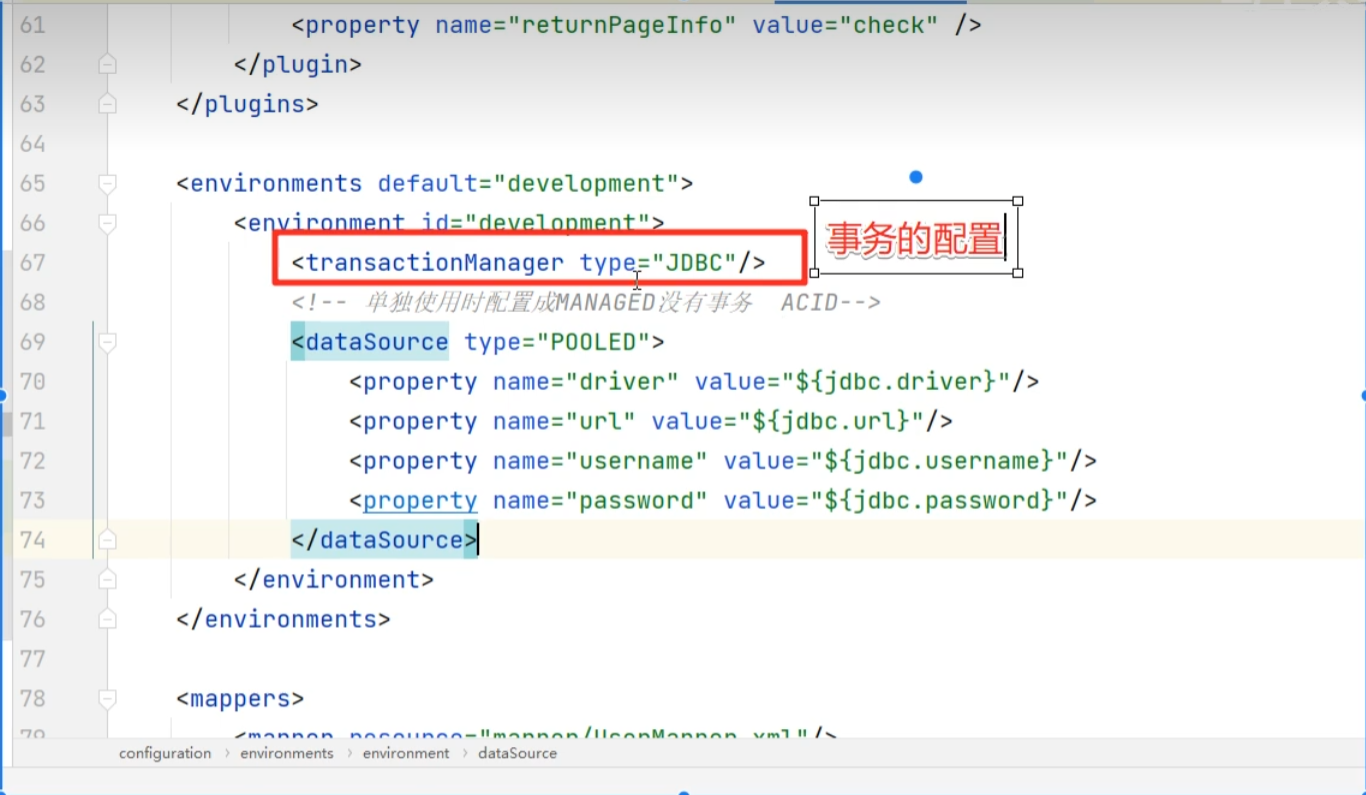 61 <property name="returnPageInfo" value="check" />
62 </plugin>
63 </plugins>
64
65 <environments default="development">
66 <environment id="development">
事务的配置
67 <transactionManager type="JDBC"/>
68 <!-- 单独使用时配置成MANAGED没有事务  ACID-->
69 <dataSource type="POOLED">
70 <property name="driver" value="${jdbc.driver}"/>
71 <property name="url" value="${jdbc.url}"/>
72 <property name="username" value="${jdbc.username}"/>
73 <property name="password" value="${jdbc.password}"/>
74 </dataSource>
75 </environment>
76 </environments>
77
78 <mappers>
79 <mapper resource="mapper/UserMapper.xml"/>
configuration › environments › environment › dataSource